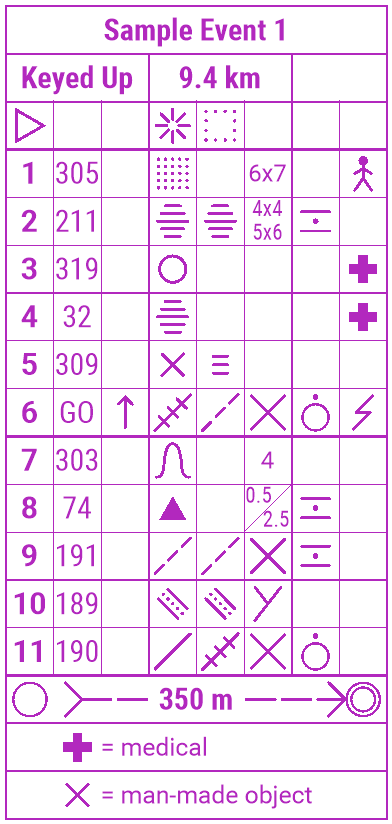 Sample Event 1
Keyed Up 9.4 km
1 305 6x7
2 211 4x4 5x6
3 319
4 32
5 309
6 GO
7 303 4
8 74 0.5/2.5
9 191
10 189
11 190
350 m
= medical
= man-made object